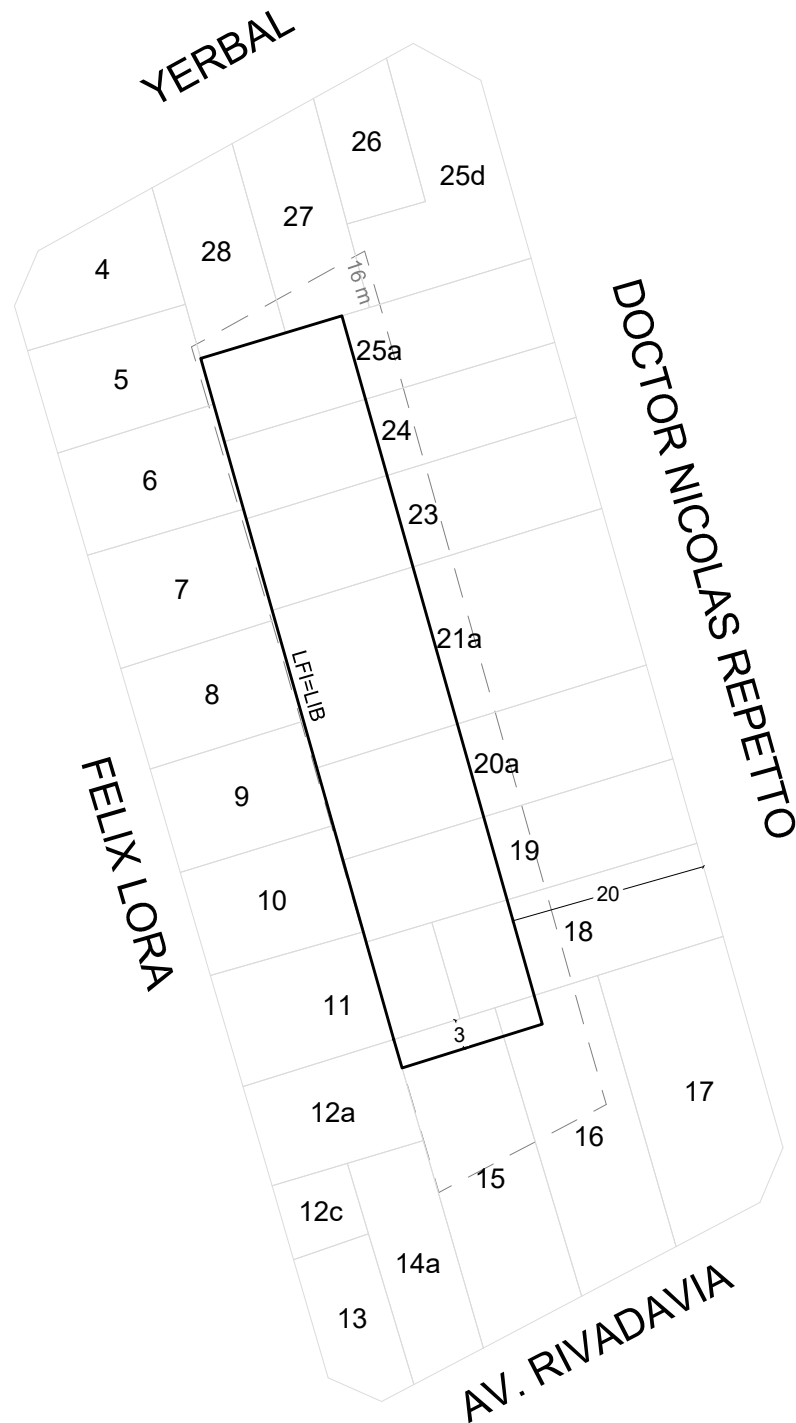 YERBAL
26
25d
27
28
4
16 m
25a
5
24
6
23
7
21a
LFI=LIB
8
20a
9
19
10
20
18
11
3
12a
17
16
15
12c
14a
13
DOCTOR NICOLAS REPETTO
FELIX LORA
AV. RIVADAVIA